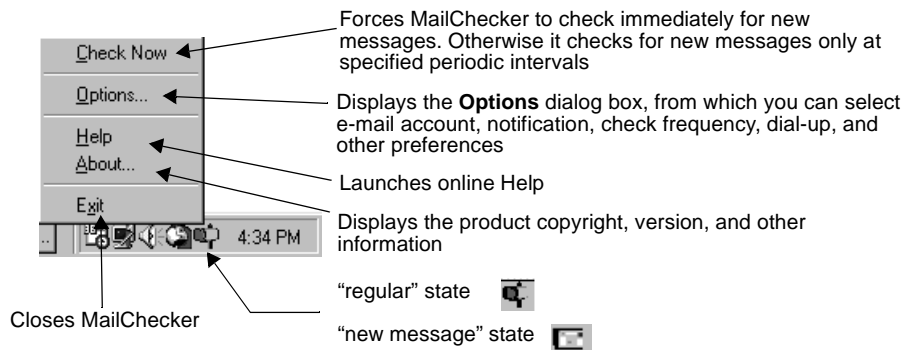 Forces MailChecker to check immediately for new
messages. Otherwise it checks for new messages only at
specified periodic intervals
Check Now
Options...
Displays the Options dialog box, from which you can select
e-mail account, notification, check frequency, dial-up, and
other preferences
Help
About...
Launches online Help
Exit
Displays the product copyright, version, and other
information
4:34 PM
"regular" state
Closes MailChecker
"new message" state